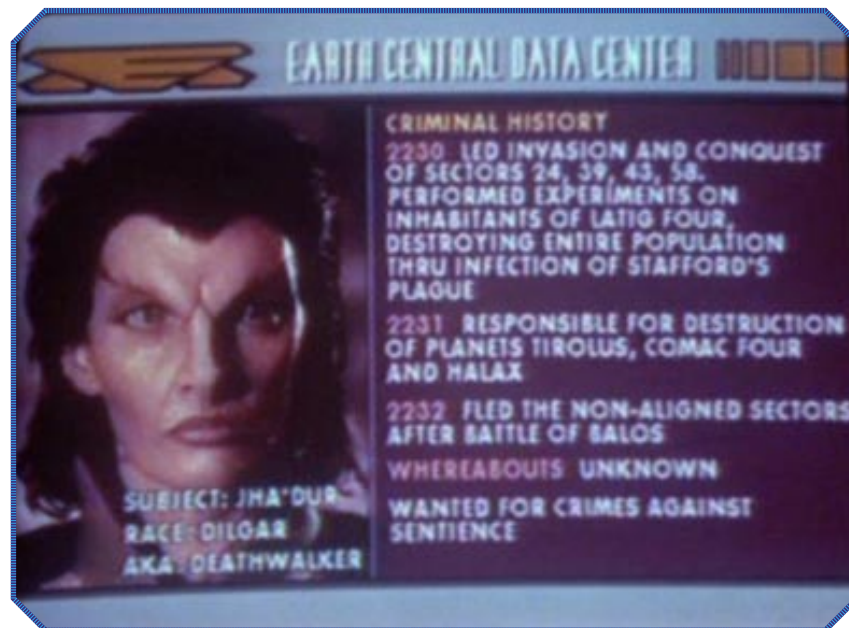 EARTH CENTRAL DATA CENTER
CRIMINAL HISTORY
2230 LED INVASION AND CONQUEST
OF SECTORS 24, 39, 43, 58.
PERFORMED EXPERIMENTS ON
INHABITANTS OF LATIG FOUR,
DESTROYING ENTIRE POPULATION
THRU INFECTION OF STAFFORD'S
PLAGUE
2231 RESPONSIBLE FOR DESTRUCTION
OF PLANETS TIROLUS, COMAC FOUR
AND HALAX
2232 FLED THE NON-ALIGNED SECTORS
AFTER BATTLE OF BALOS
WHEREABOUTS UNKNOWN
WANTED FOR CRIMES AGAINST
SENTIENCE
SUBJECT: JHA'DUR
RACE: DILGAR
AKA: DEATHWALKER